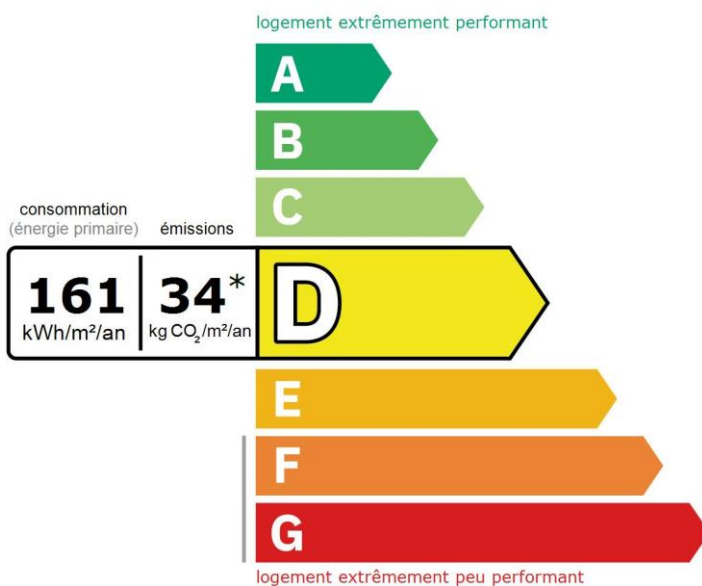 logement extrêmement performant
A
B
C
consommation
(énergie primaire)
émissions
161
kWh/m²/an
34*
kg CO₂/m²/an
D
E
F
G
logement extrêmement peu performant